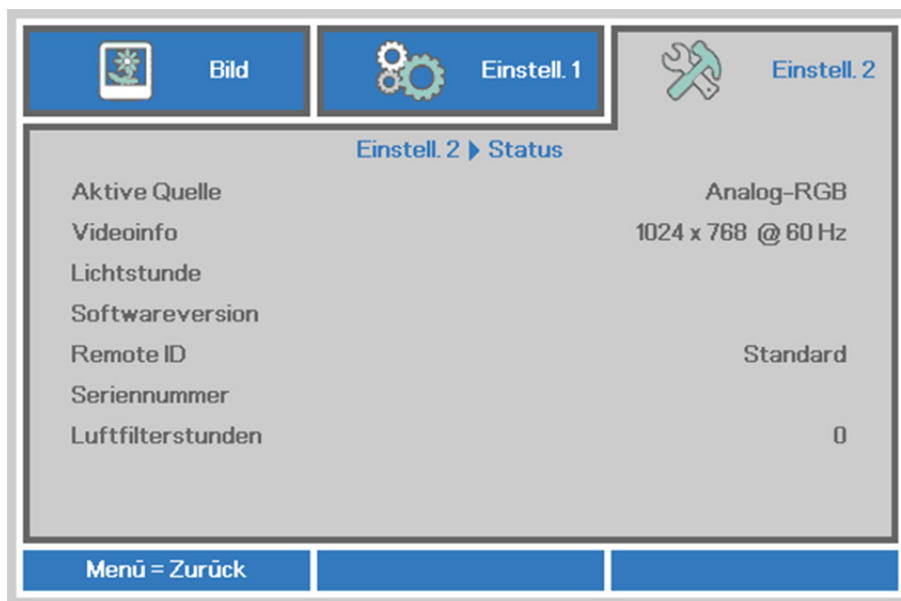 Bild
Einstell. 1
Einstell. 2
Einstell. 2 ▶ Status
Aktive Quelle Analog-RGB
Videoinfo 1024 x 768 @ 60 Hz
Lichtstunde
Softwareversion
Remote ID Standard
Seriennummer
Luftfilterstunden 0
Menü = Zurück